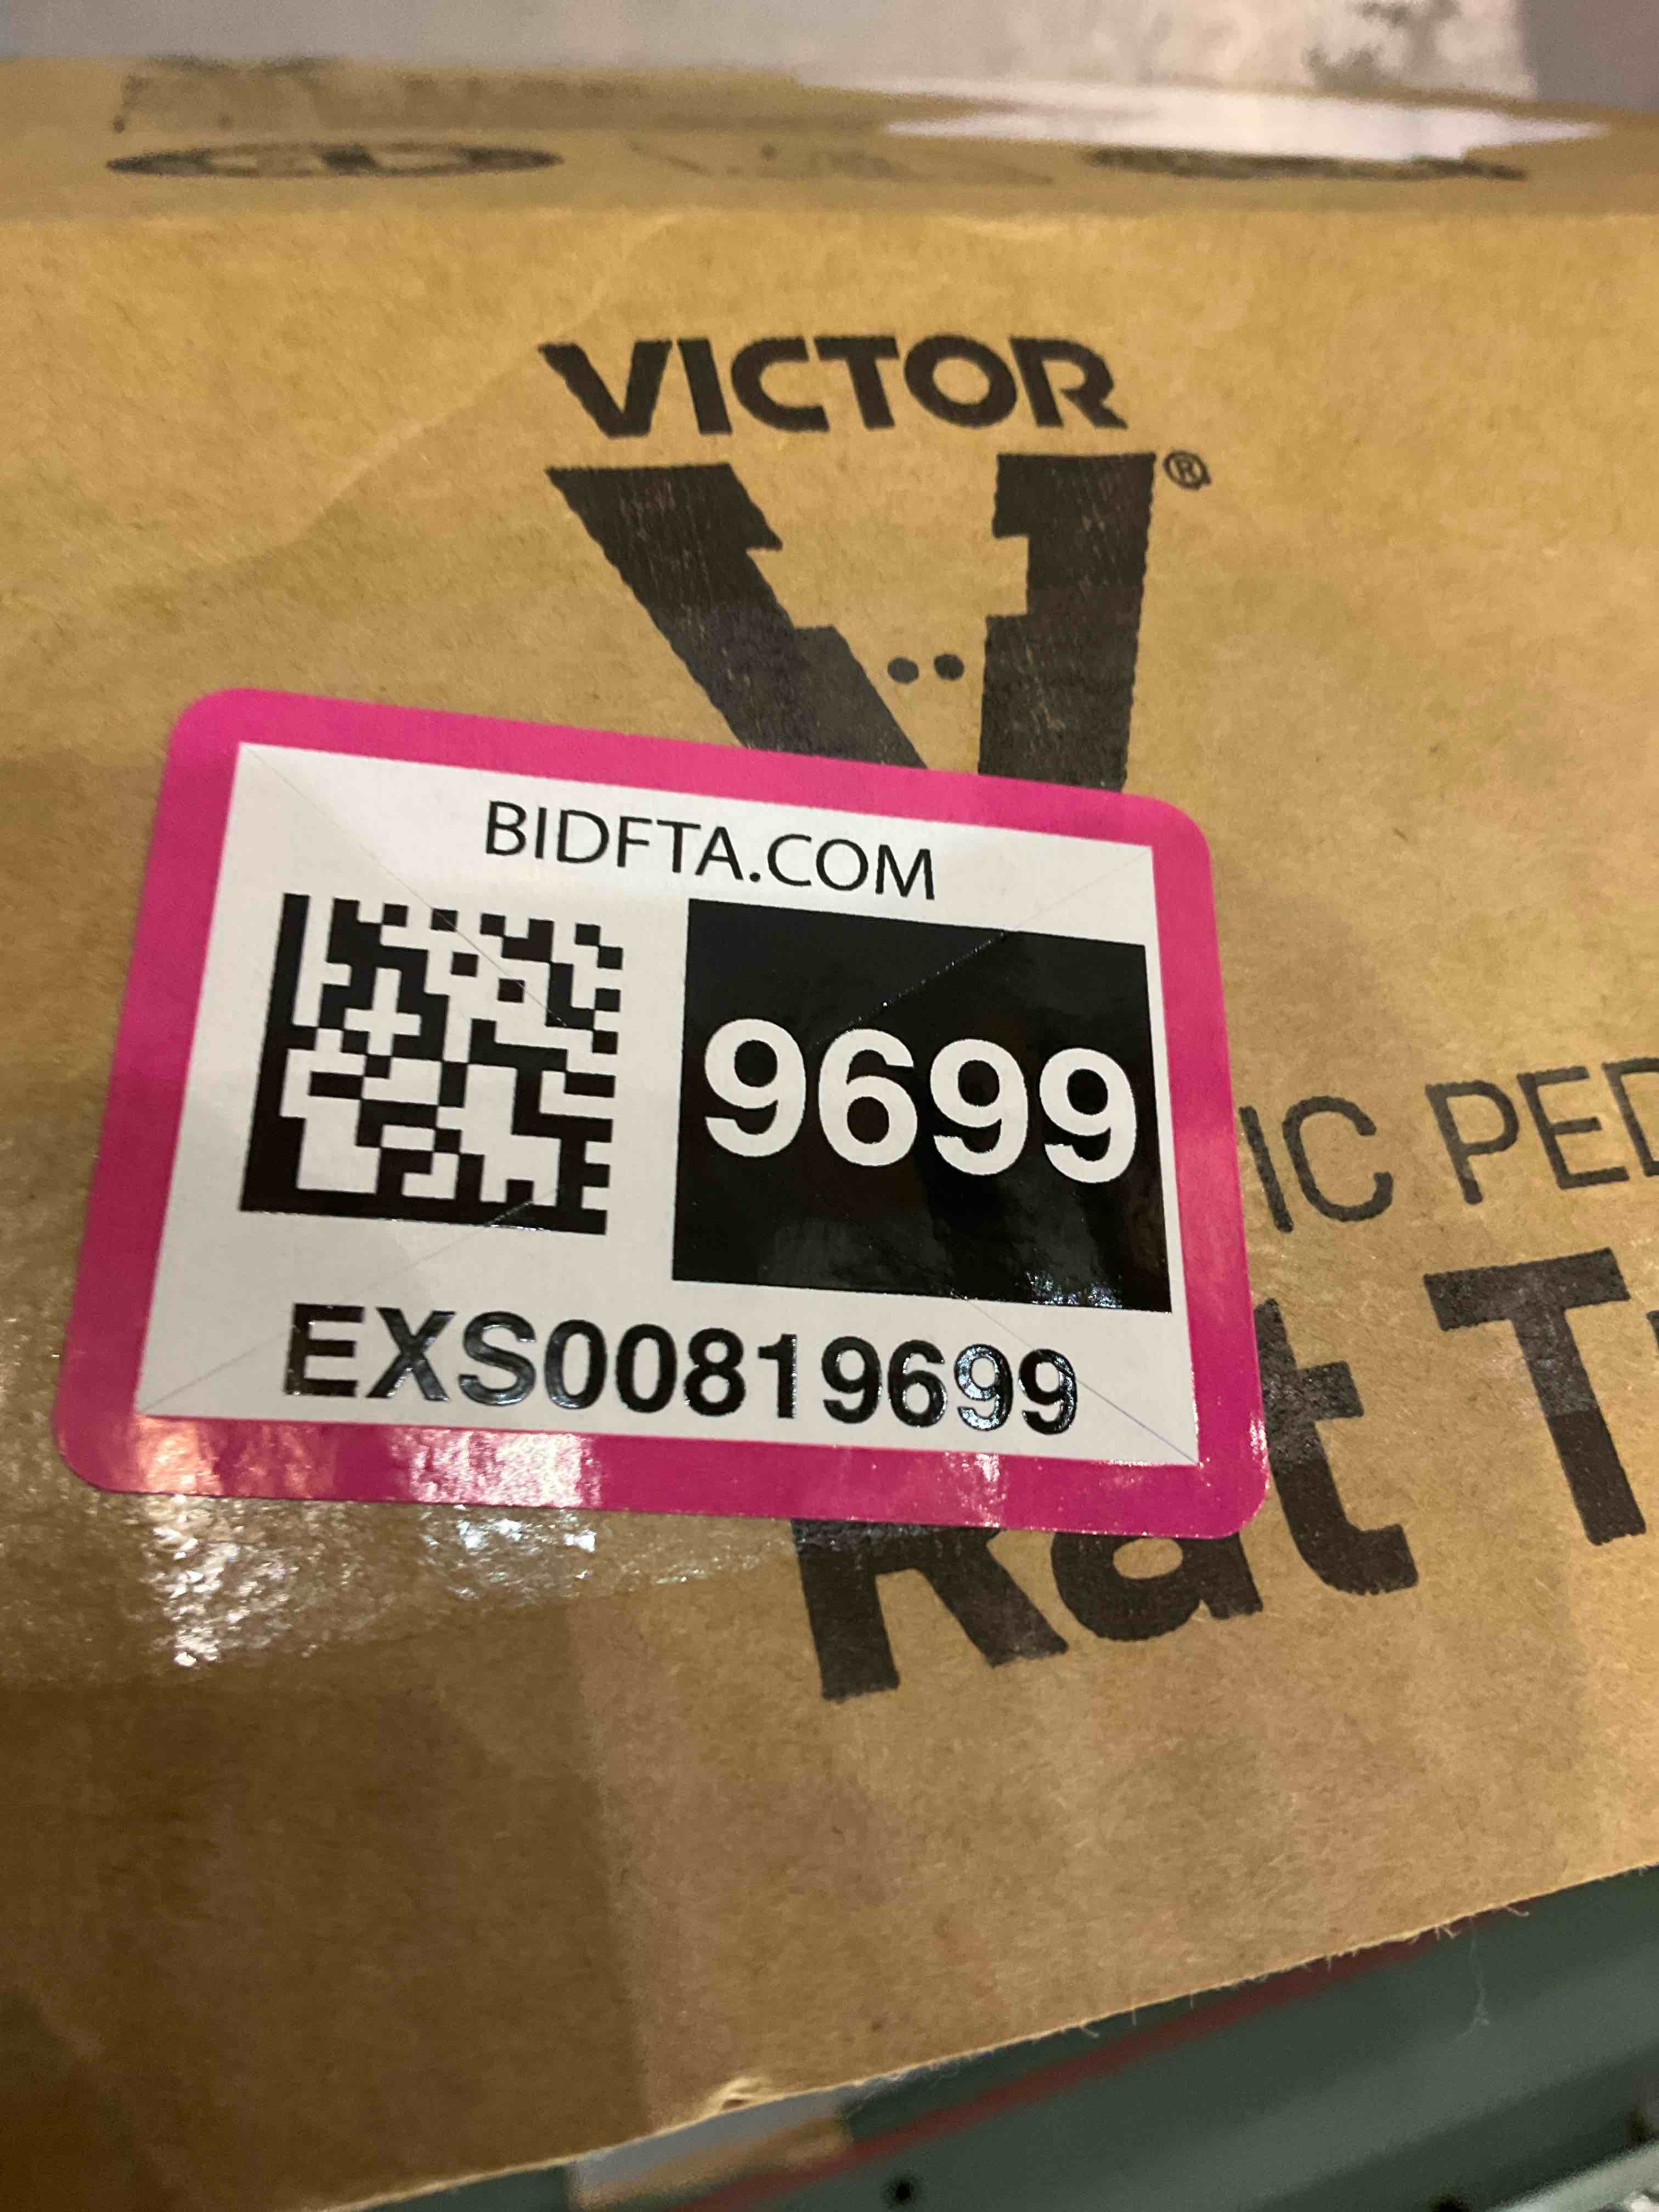 VICTOR
®
BIDFTA.COM
9699
EXS00819699
IC PED
Rat T